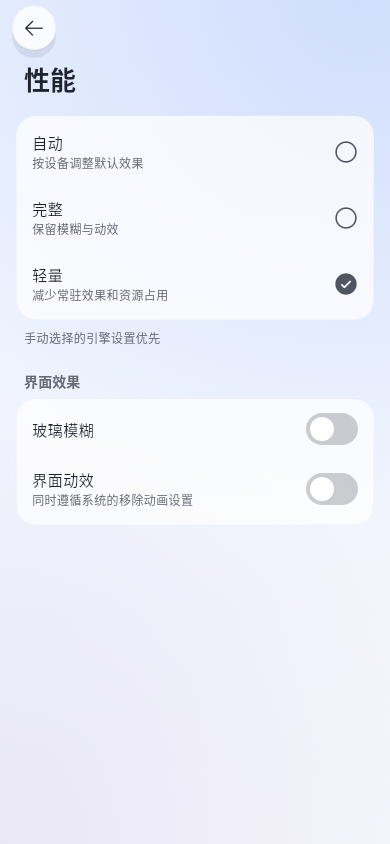 性能
自动
按设备调整默认效果
完整
保留模糊与动效
轻量
减少常驻效果和资源占用
手动选择的引擎设置优先
界面效果
玻璃模糊
界面动效
同时遵循系统的移除动画设置